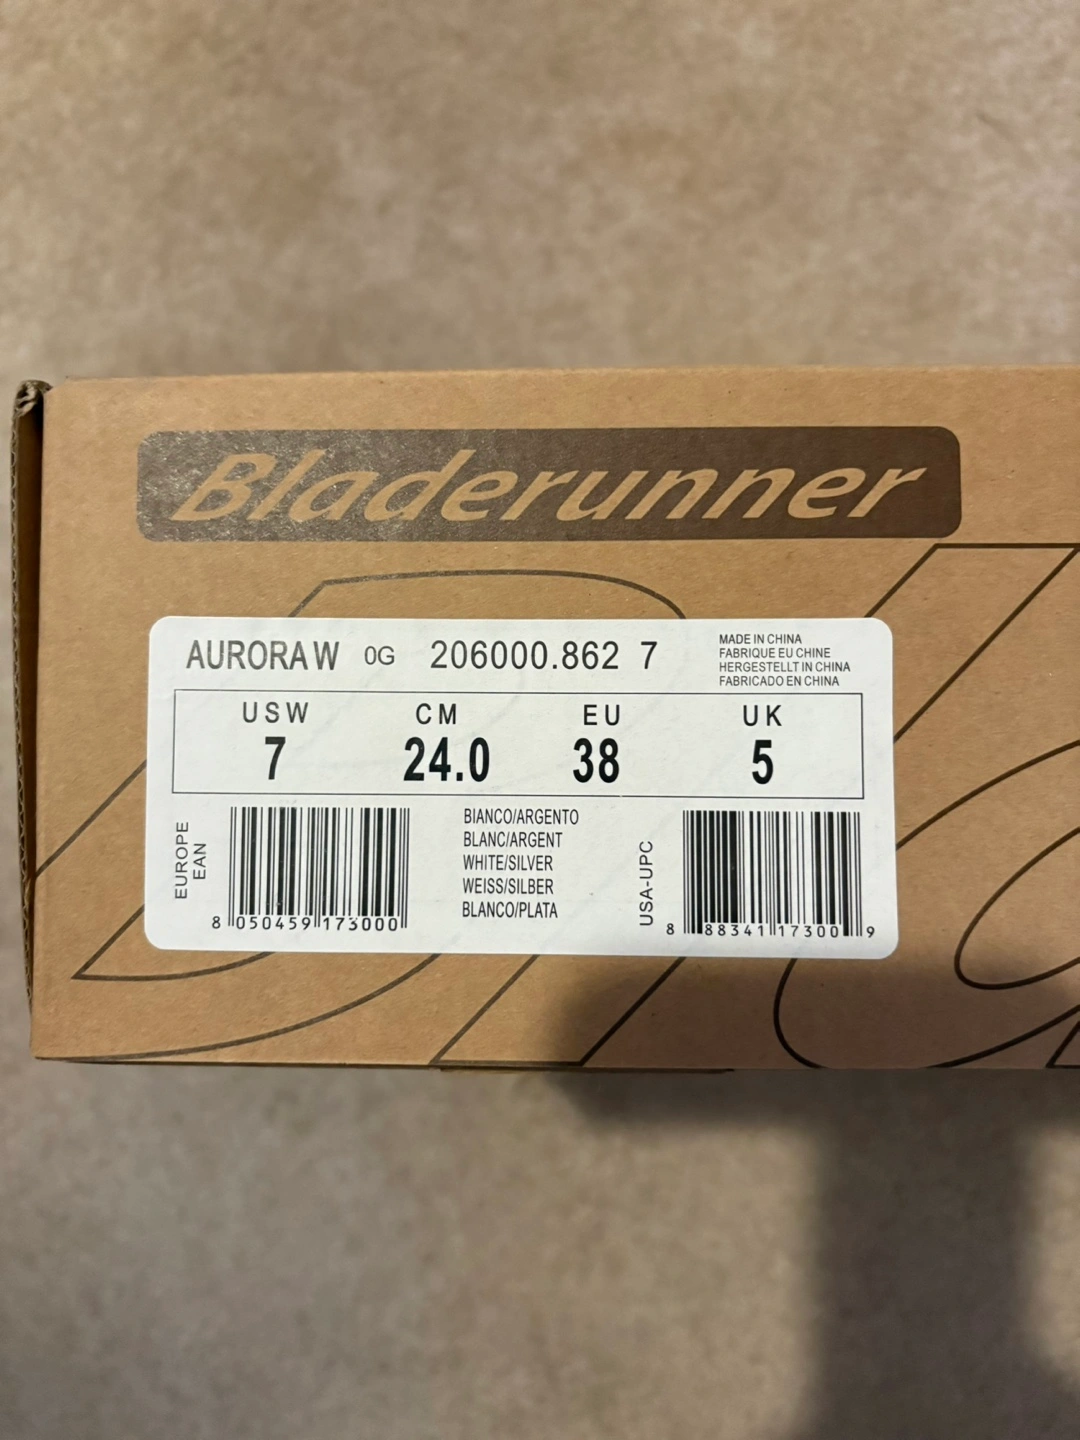 Bladerunner
AURORA W 0G 206000.862 7
MADE IN CHINA
FABRIQUE EU CHINE
HERGESTELLT IN CHINA
FABRICADO EN CHINA
USW CM EU UK
7 24.0 38 5
EUROPE
EAN
8 050459 173000
BIANCO/ARGENTO
BLANC/ARGENT
WHITE/SILVER
WEISS/SILBER
BLANCO/PLATA
USA-UPC
8 88341 17300 9